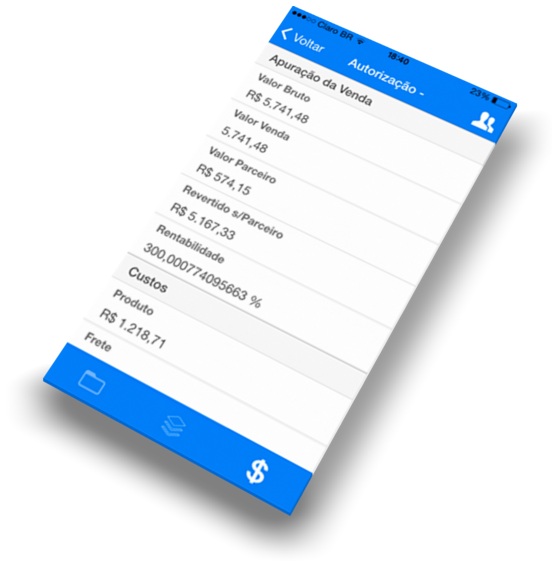 Claro BR
18:40
23%
Voltar
Autorização -
Apuração da Venda
Valor Bruto
R$ 5.741,48
Valor Venda
5.741,48
Valor Parceiro
R$ 574,15
Revertido s/Parceiro
R$ 5.167,33
Rentabilidade
300,000774095663 %
Custos
Produto
R$ 1.218,71
Frete
$